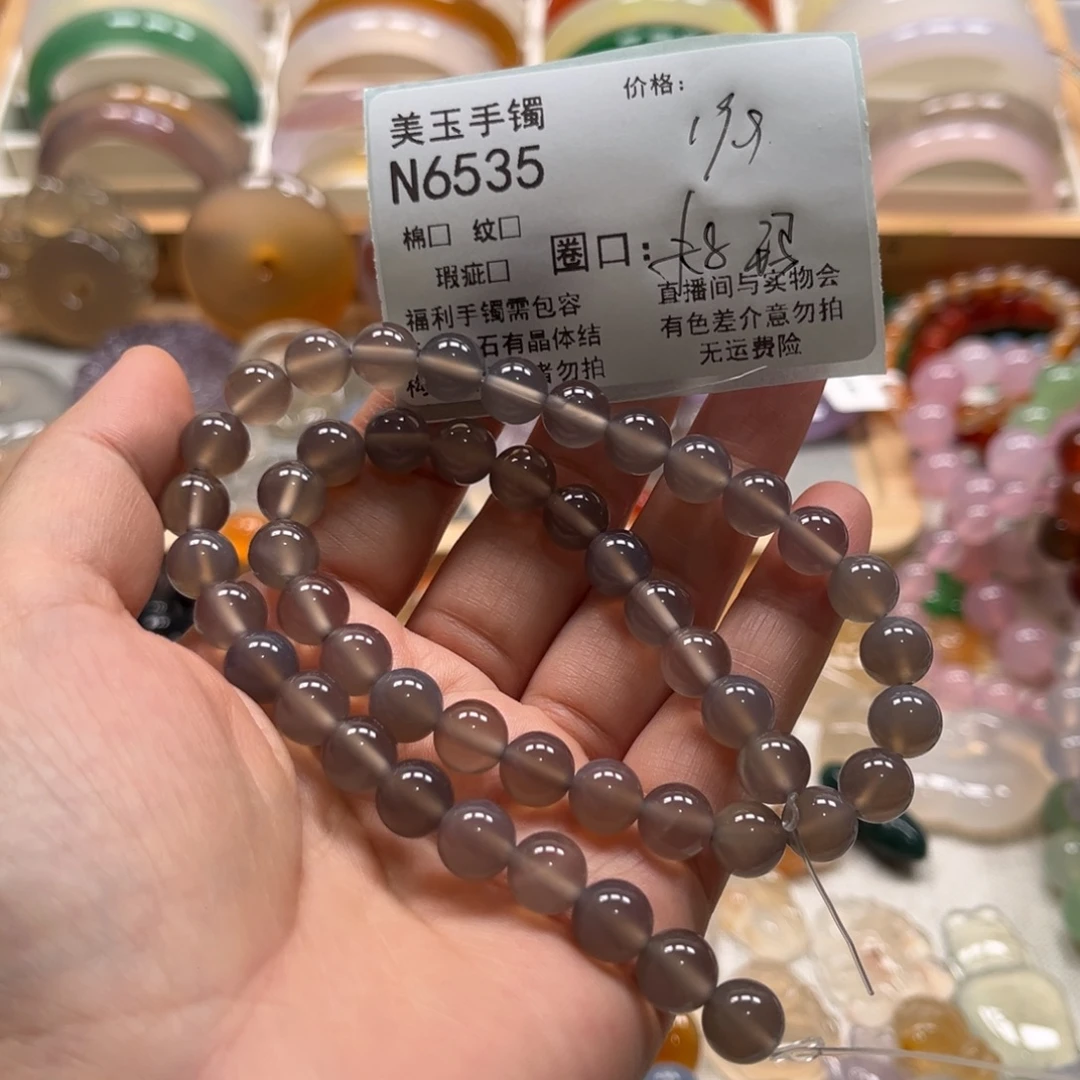 美玉手镯
价格:
N6535
棉□ 纹□
瑕疵□
圈口:
福利手镯需包容
石有晶体结
者勿拍
直播间与实物会
有色差介意勿拍
无运费险